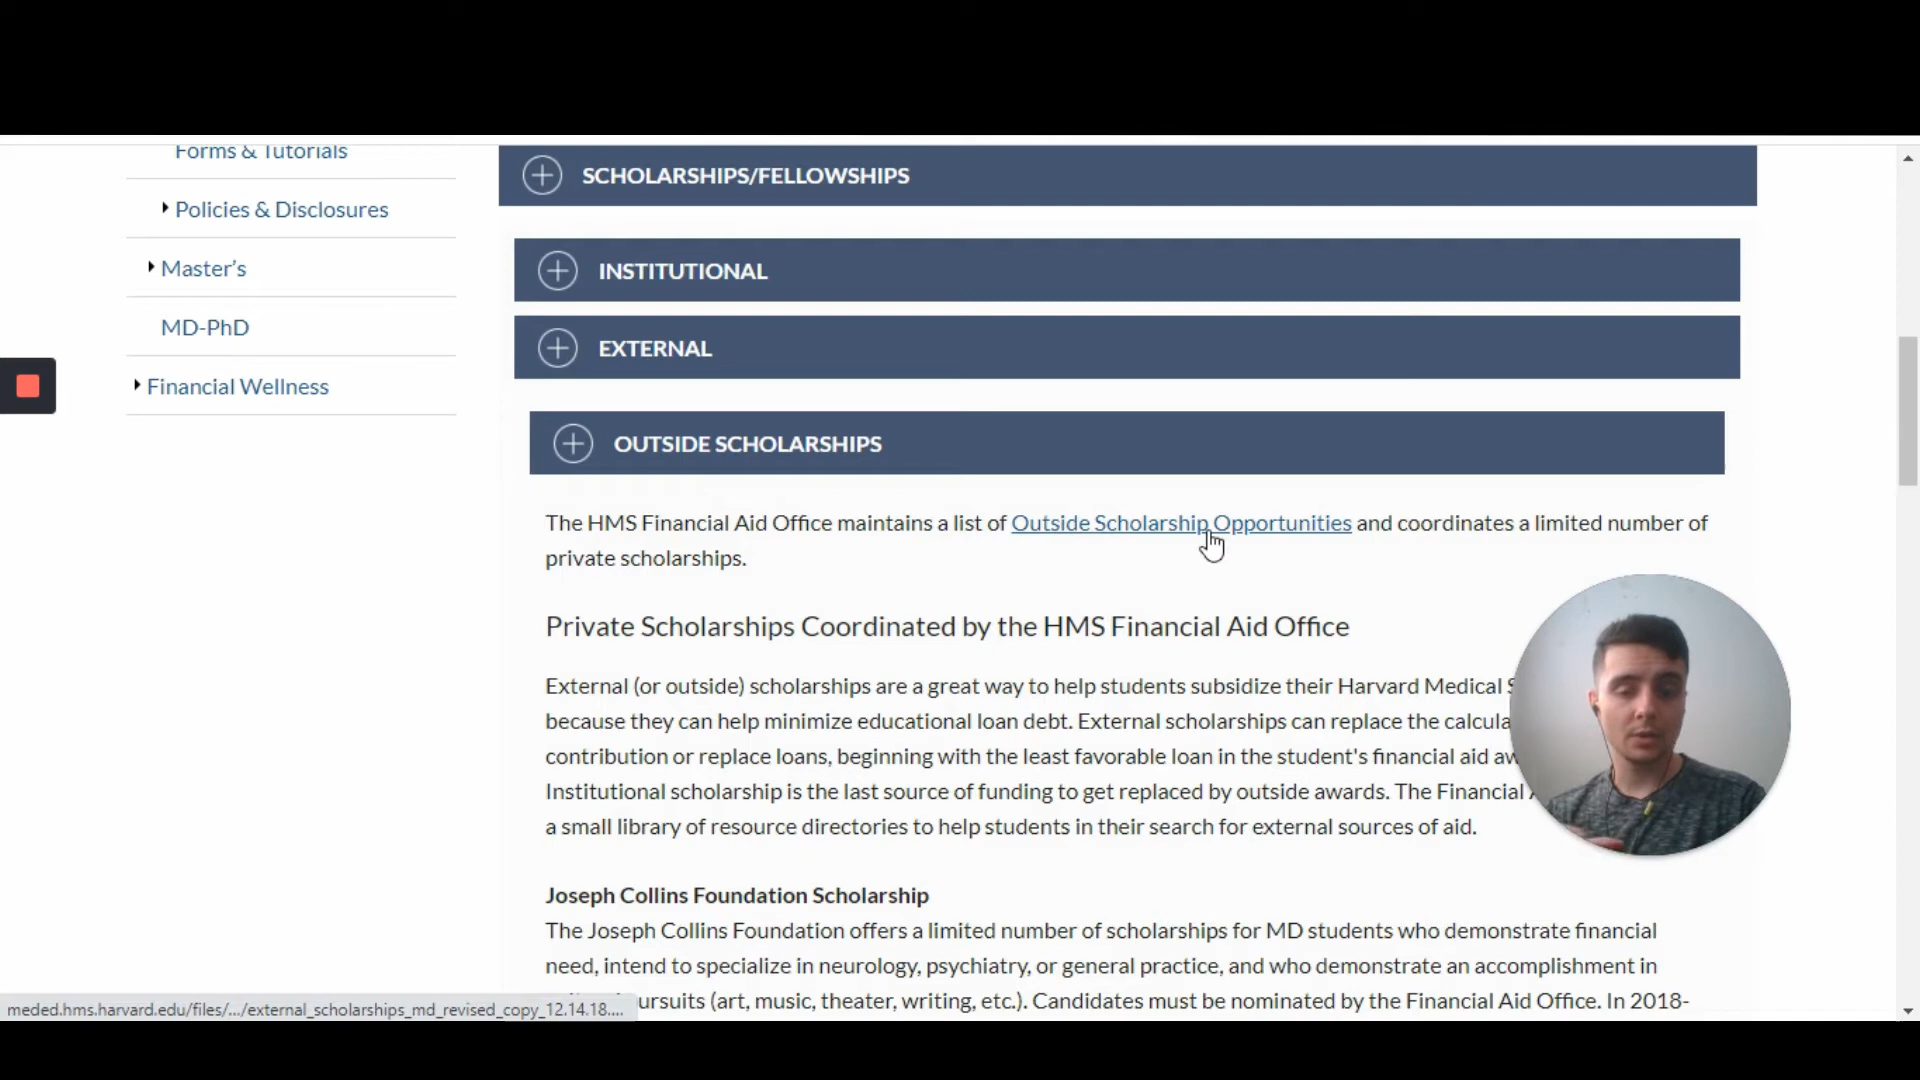 Forms & Tutorials
Policies & Disclosures
Master's
MD-PhD
Financial Wellness
SCHOLARSHIPS/FELLOWSHIPS
INSTITUTIONAL
EXTERNAL
OUTSIDE SCHOLARSHIPS
The HMS Financial Aid Office maintains a list of Outside Scholarship Opportunities and coordinates a limited number of
private scholarships.
Private Scholarships Coordinated by the HMS Financial Aid Office
External (or outside) scholarships are a great way to help students subsidize their Harvard Medical
because they can help minimize educational loan debt. External scholarships can replace the
contribution or replace loans, beginning with the least favorable loan in the student's financial aid
Institutional scholarship is the last source of funding to get replaced by outside awards. The Financial
a small library of resource directories to help students in their search for external sources of aid.
Joseph Collins Foundation Scholarship
The Joseph Collins Foundation offers a limited number of scholarships for MD students who demonstrate financial
need, intend to specialize in neurology, psychiatry, or general practice, and who demonstrate an accomplishment in
(art, music, theater, writing, etc.). Candidates must be nominated by the Financial Aid Office. In 2018-
meded.hms.harvard.edu/files/.../external_scholarships_md_revised_copy_12.14.18....